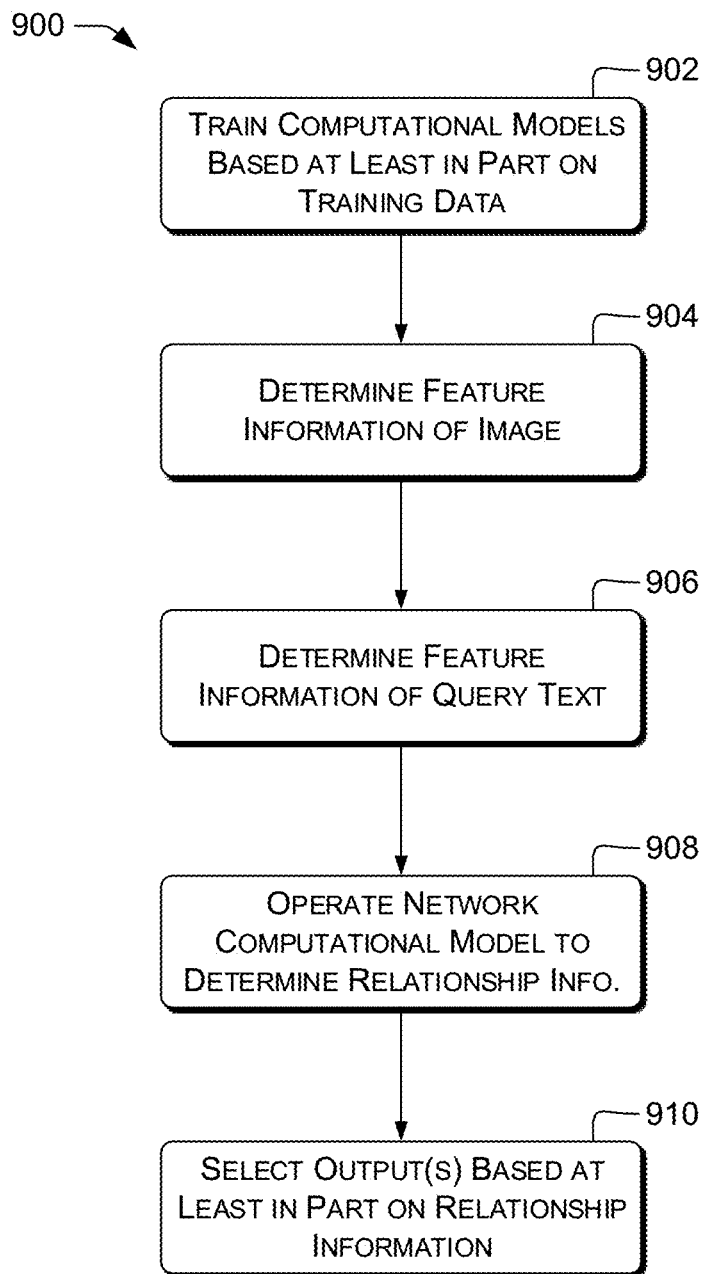 900
902
TRAIN COMPUTATIONAL MODELS
BASED AT LEAST IN PART ON
TRAINING DATA
904
DETERMINE FEATURE
INFORMATION OF IMAGE
906
DETERMINE FEATURE
INFORMATION OF QUERY TEXT
908
OPERATE NETWORK
COMPUTATIONAL MODEL TO
DETERMINE RELATIONSHIP INFO.
910
SELECT OUTPUT(S) BASED AT
LEAST IN PART ON RELATIONSHIP
INFORMATION